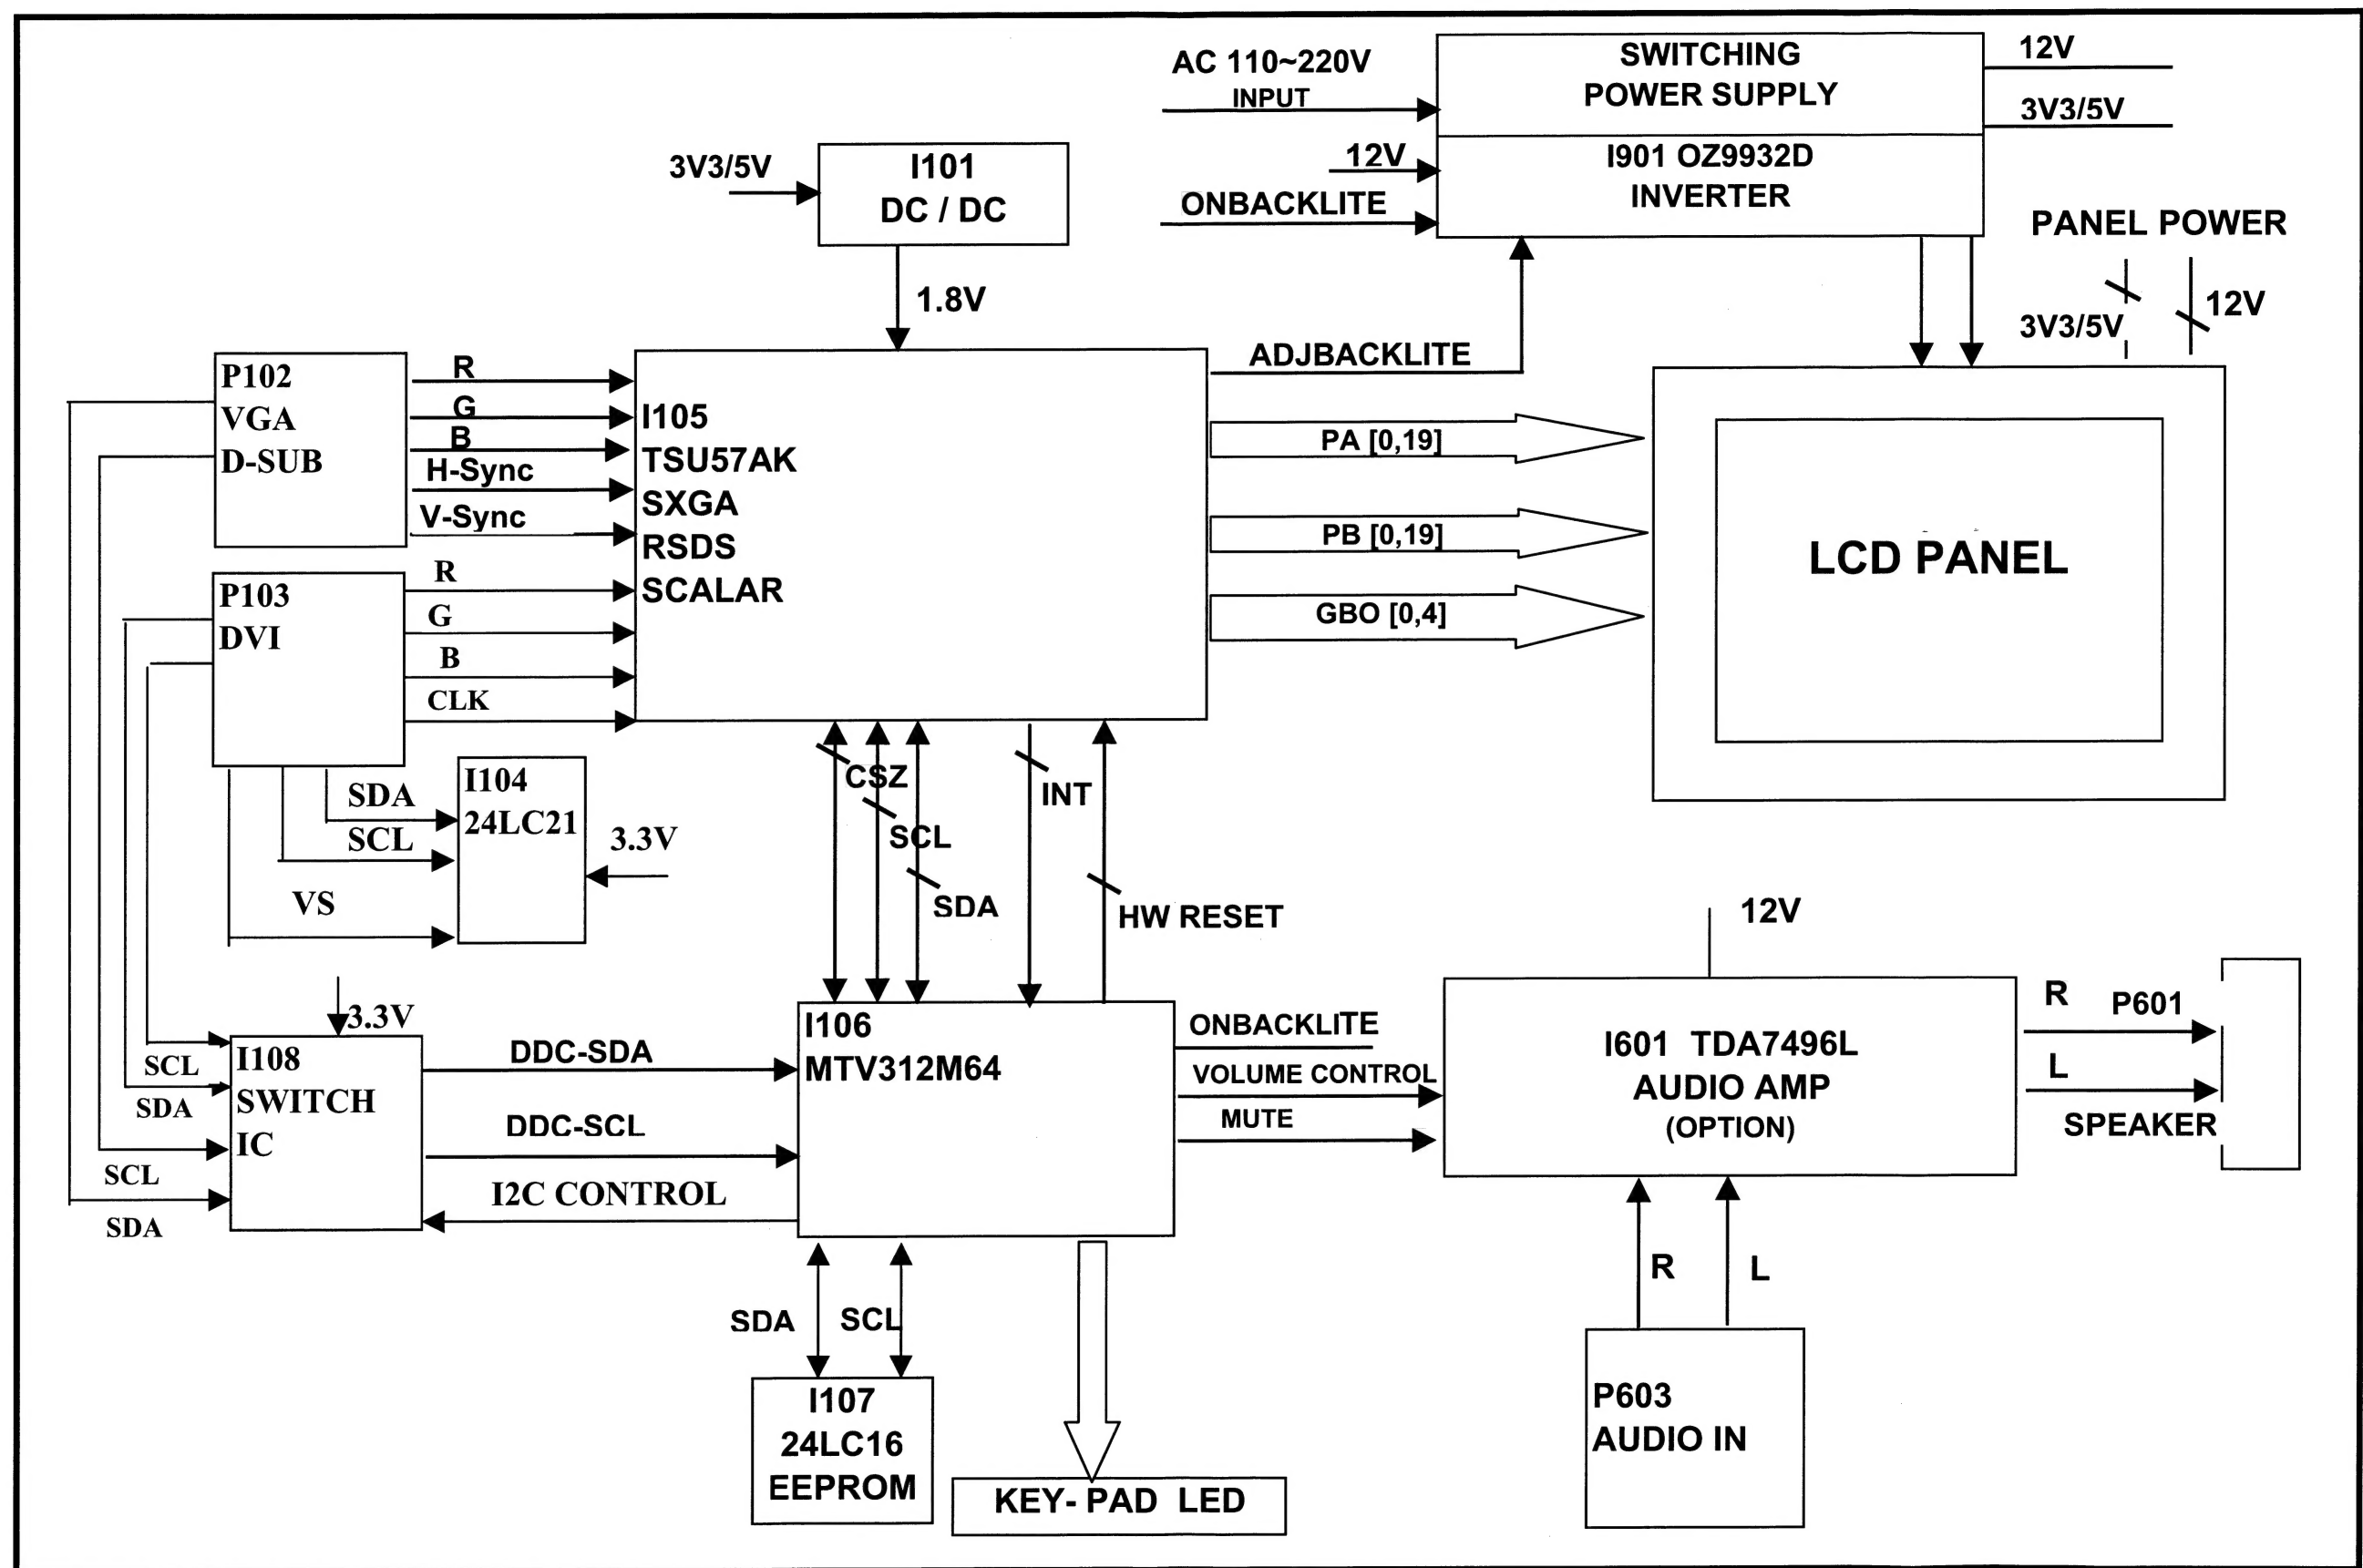 AC 110~220V
INPUT
SWITCHING
POWER SUPPLY
12V
3V3/5V
12V
ONBACKLITE
I901 OZ9932D
INVERTER
PANEL POWER
3V3/5V
12V
3V3/5V
I101
DC / DC
1.8V
P102
VGA
D-SUB
R
G
B
H-Sync
V-Sync
I105
TSU57AK
SXGA
RSDS
SCALAR
ADJBACKLITE
PA [0,19]
PB [0,19]
GBO [0,4]
LCD PANEL
P103
DVI
R
G
B
CLK
SDA
SCL
VS
I104
24LC21
3.3V
CSZ
SCL
SDA
INT
HW RESET
3.3V
SCL
SDA
SCL
SDA
I108
SWITCH
IC
DDC-SDA
DDC-SCL
I2C CONTROL
I106
MTV312M64
ONBACKLITE
VOLUME CONTROL
MUTE
12V
I601 TDA7496L
AUDIO AMP
(OPTION)
R
P601
L
SPEAKER
SDA
SCL
I107
24LC16
EEPROM
KEY- PAD LED
R
L
P603
AUDIO IN